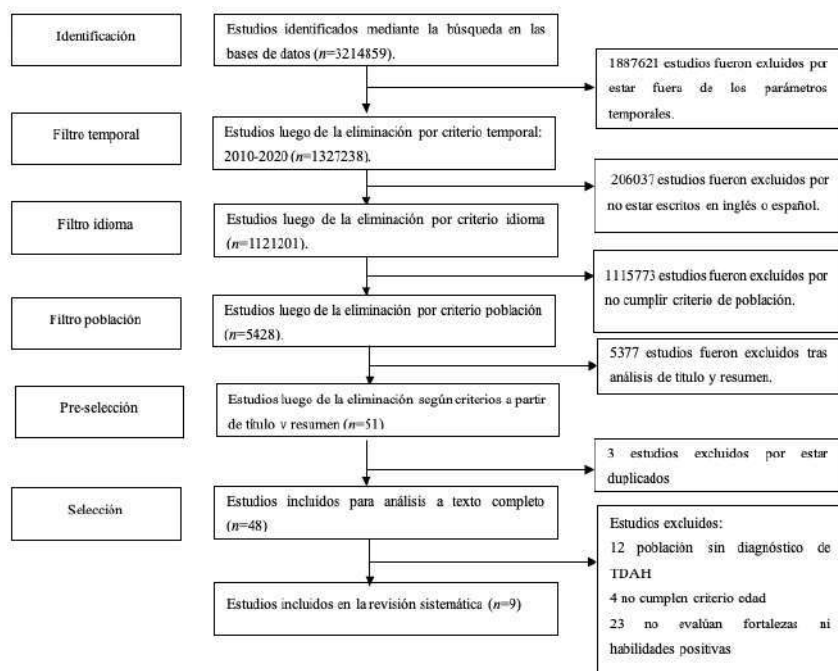 Identificación
Estudios identificados mediante la búsqueda en las
bases de datos (n=3214859).
1887621 estudios fueron exluidos por
estar fuera de los parámetros
temporales.
Filtro temporal
Estudios luego de la eliminación por criterio temporal:
2010-2020 (n=1327238).
206037 estudios fueron excluidos por
no estar escritos en inglés o español.
Filtro idioma
Estudios luego de la eliminación por criterio idioma
(n=1121201).
1115773 estudios fueron excluidos por
no cumplir criterio de población.
Filtro población
Estudios luego de la eliminación por criterio población
(n=5428).
5377 estudios fueron excluidos tras
análisis de título y resumen.
Pre-selección
Estudios luego de la eliminación según criterios a partir
de título y resumen (n=51)
3 estudios excluidos por estar
duplicados
Selección
Estudios incluidos para análisis a texto completo
(n=48)
Estudios excluidos:
12 población sin diagnóstico de
TDAH
4 no cumplen criterio edad
23 no evalúan fortalezas ni
habilidades positivas
Estudios incluidos en la revisión sistemática (n=9)